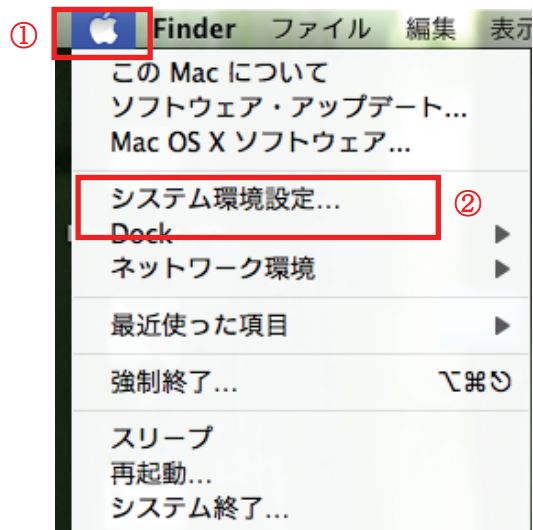 ① Finder ファイル 編集 表示
この Mac について
ソフトウェア・アップデート...
Mac OS X ソフトウェア...
システム環境設定... ②
Dock ▶
ネットワーク環境 ▶
最近使った項目 ▶
強制終了... ⌥⌘⎋
スリープ
再起動...
システム終了...